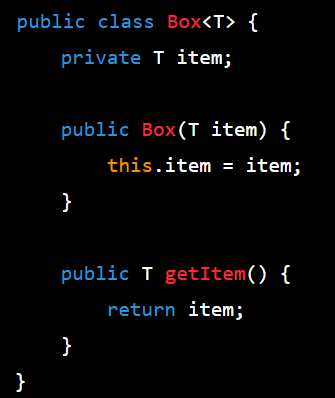 public class Box<T> {
    private T item;

    public Box(T item) {
        this.item = item;
    }

    public T getItem() {
        return item;
    }
}